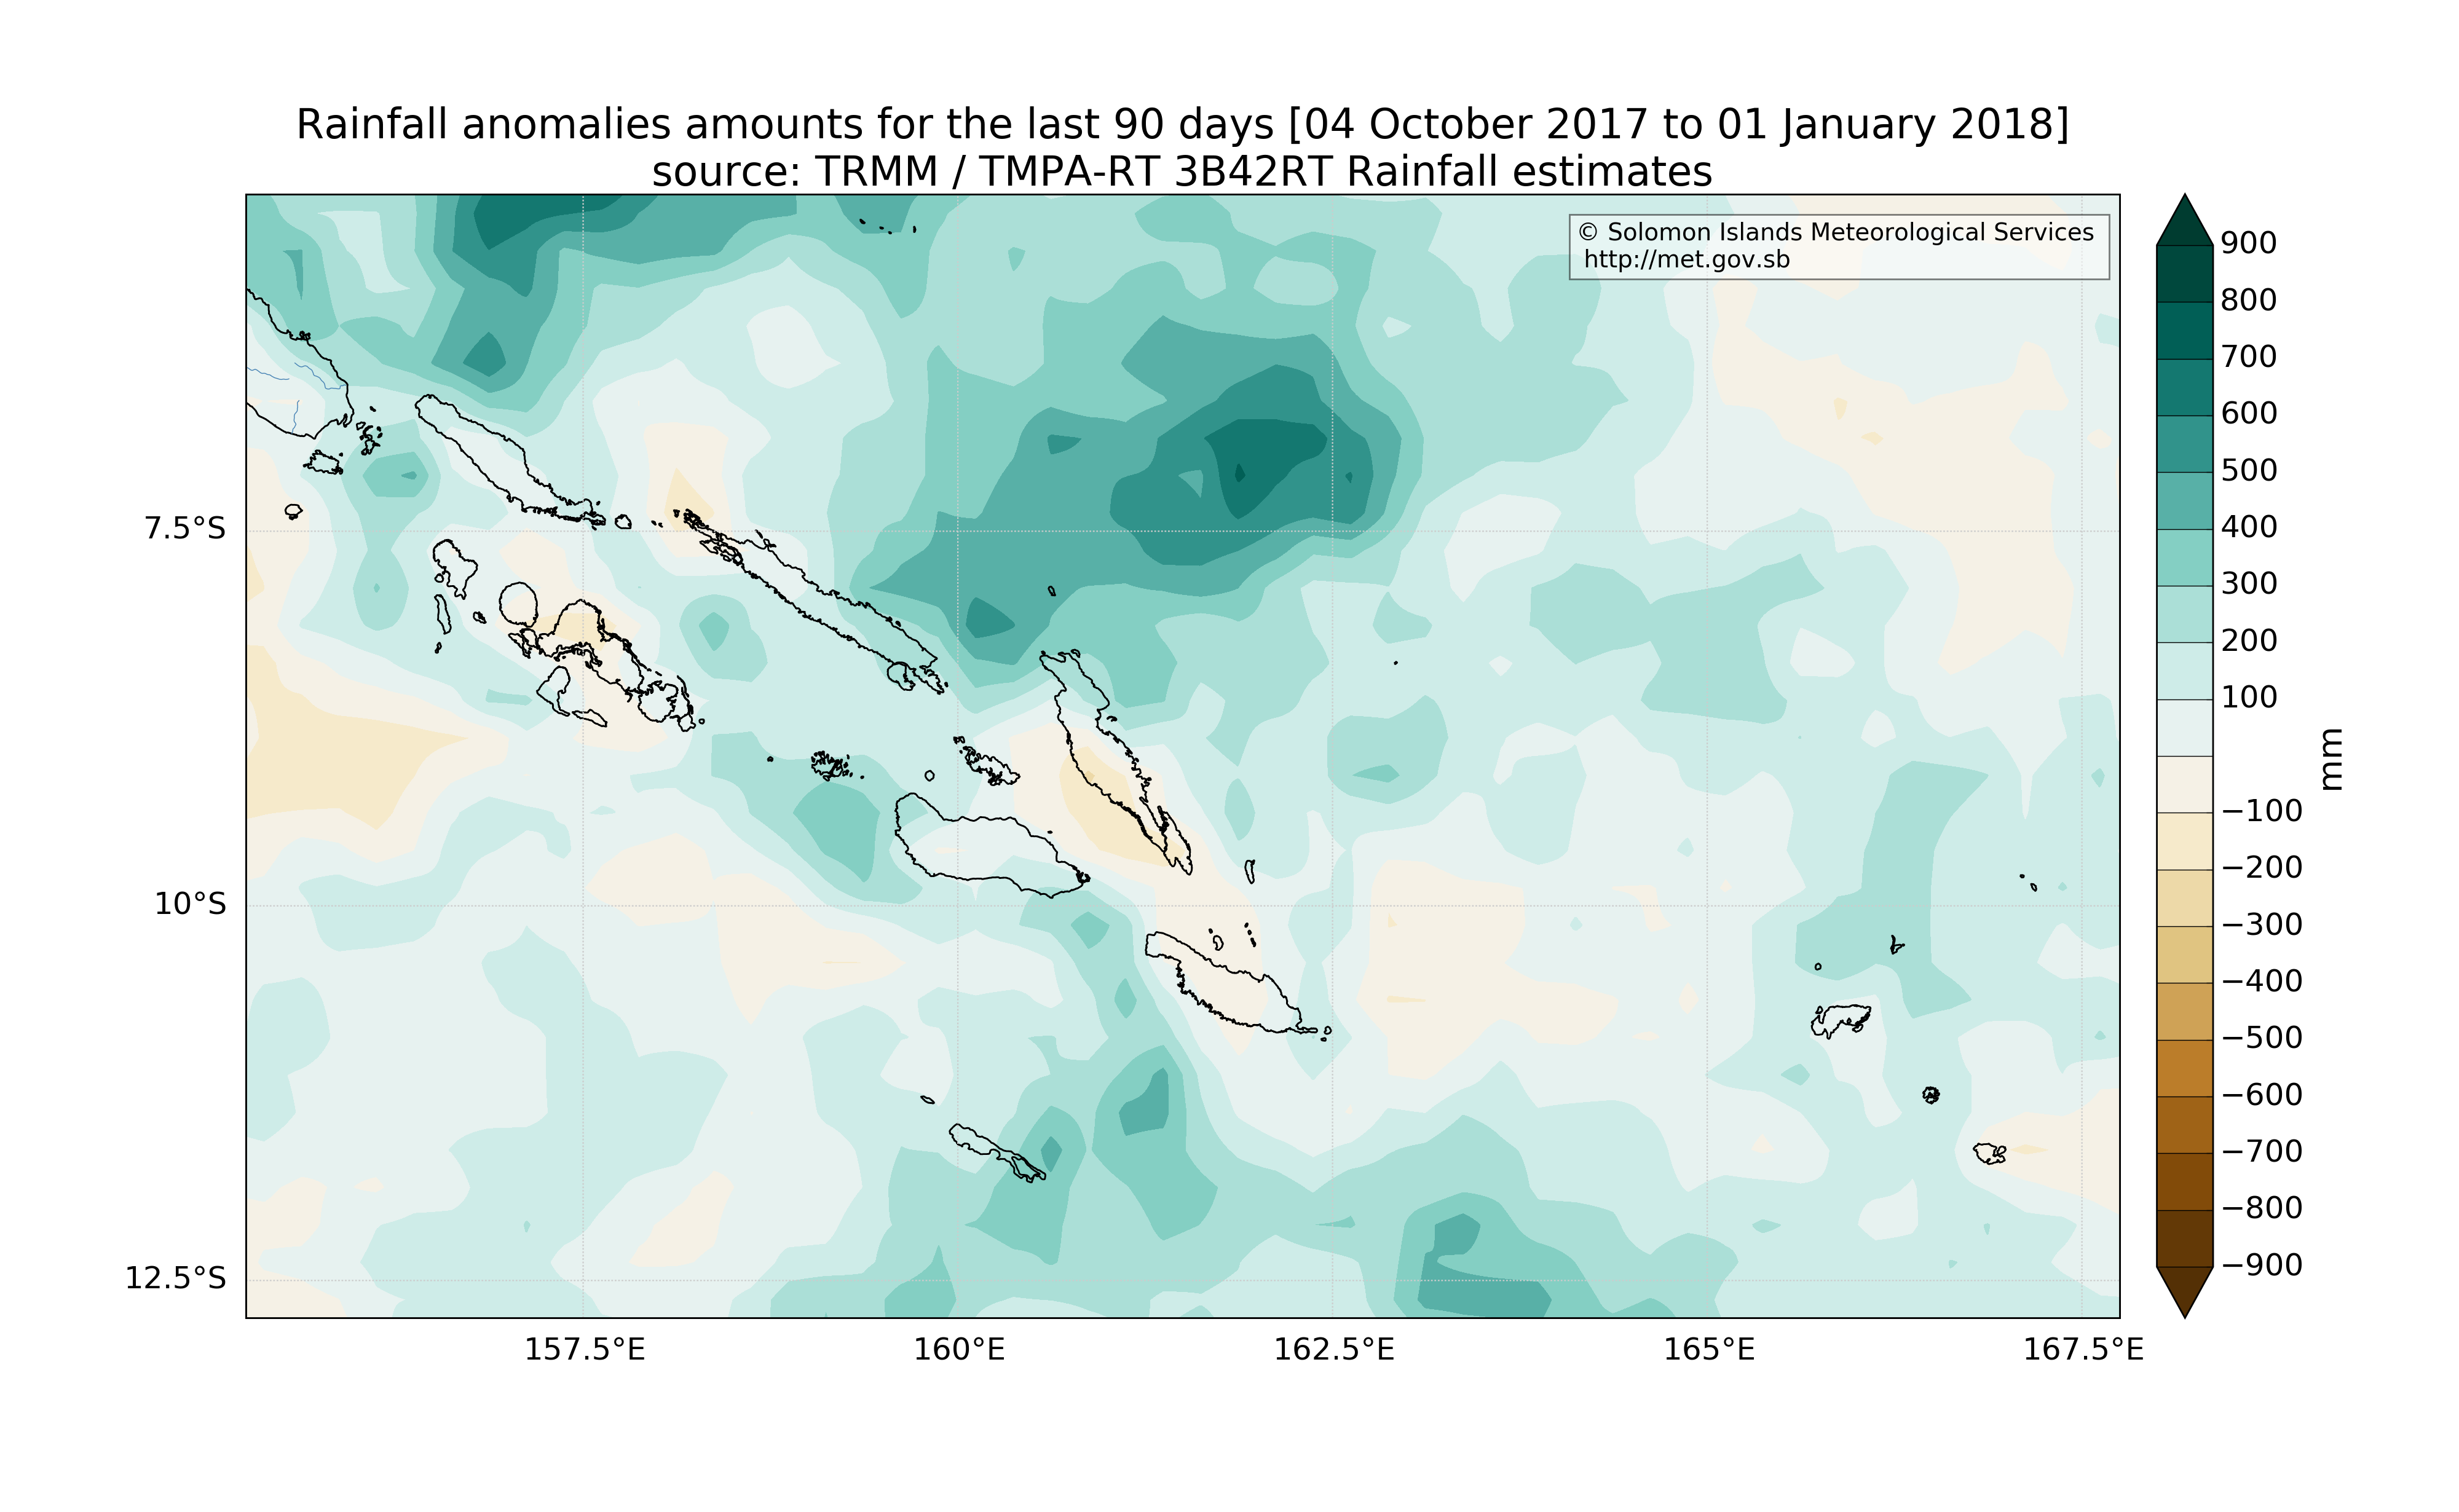 Rainfall anomalies amounts for the last 90 days [04 October 2017 to 01 January 2018]
source: TRMM / TMPA-RT 3B42RT Rainfall estimates
© Solomon Islands Meteorological Services
http://met.gov.sb
7.5°S
10°S
12.5°S
157.5°E
160°E
162.5°E
165°E
167.5°E
900
800
700
600
500
400
300
200
100
−100
−200
−300
−400
−500
−600
−700
−800
−900
mm